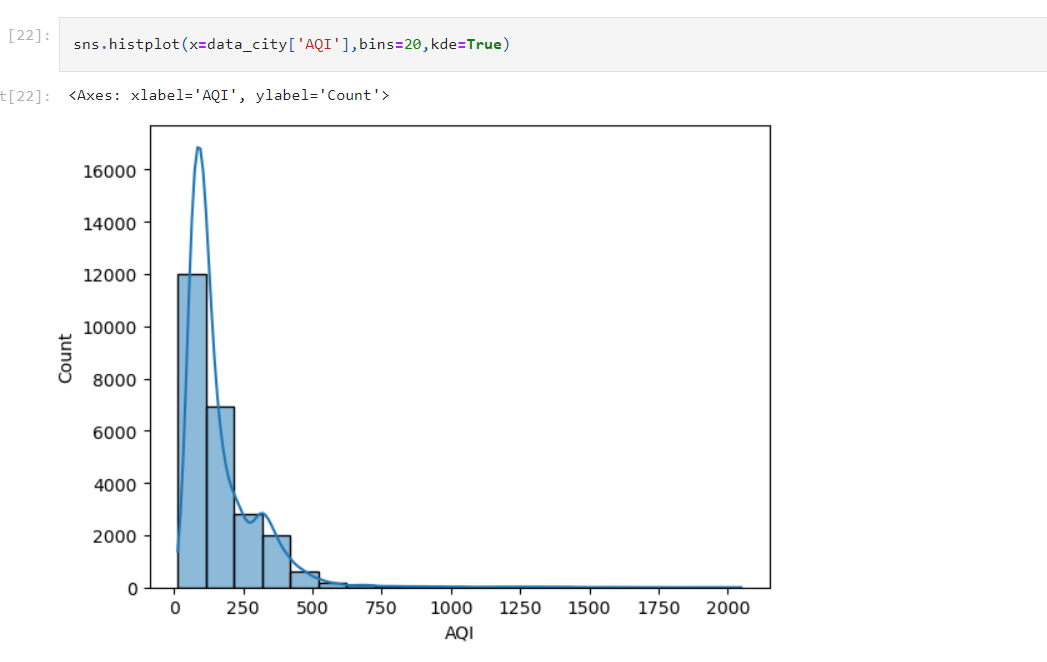 [22]:
sns.histplot(x=data_city['AQI'],bins=20,kde=True)
t[22]:
<Axes: xlabel='AQI', ylabel='Count'>
16000
14000
12000
10000
8000
6000
4000
2000
0
Count
0 250 500 750 1000 1250 1500 1750 2000
AQI